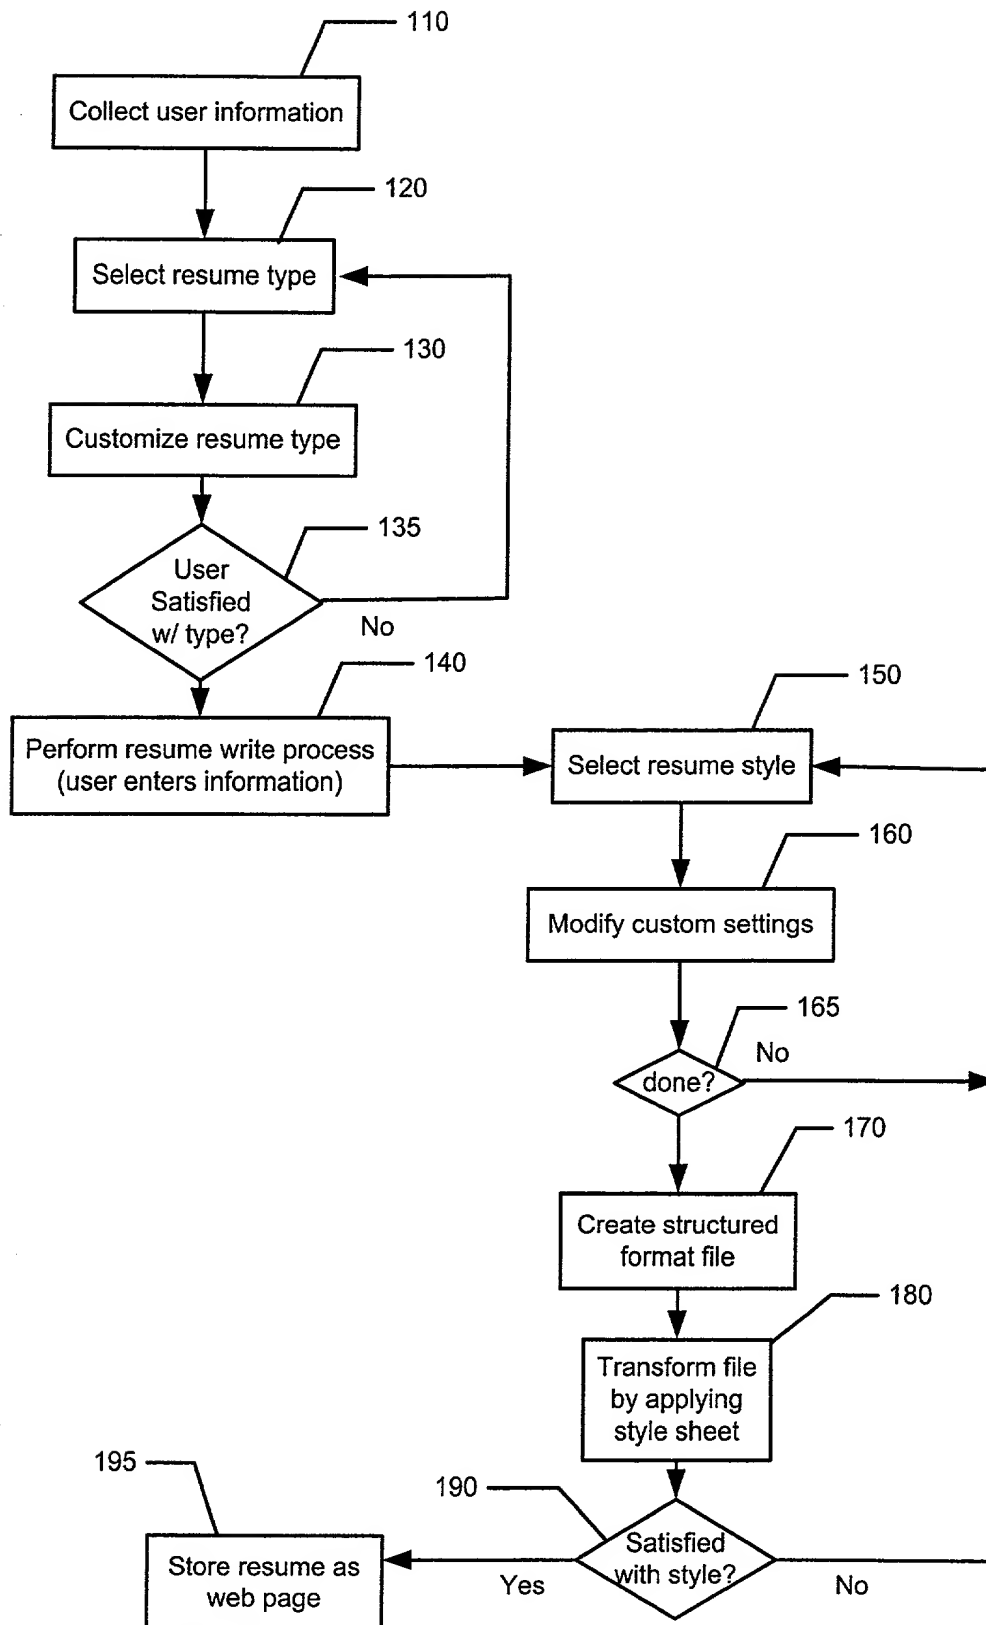 110
Collect user information
120
Select resume type
130
Customize resume type
135
User
Satisfied
w/ type?
No
140
Perform resume write process
(user enters information)
150
Select resume style
160
Modify custom settings
165
done?
No
170
Create structured
format file
180
Transform file
by applying
style sheet
190
Satisfied
with style?
Yes
No
195
Store resume as
web page